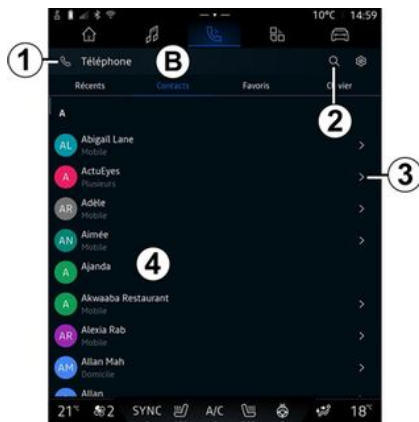 10°C 14:59
1 Téléphone B
2
Récents Contacts Favoris
A
AL Abigail Lane
Mobile
A ActuEyes
Plusieurs
3
AR Adèle
Mobile
AN Aimée
Mobile
A Ajanda
4
A Akwaaba Restaurant
Mobile
AR Alexia Rab
Mobile
AM Allan Mah
Domicile
Allan
21°C 2 SYNC A/C 18°C